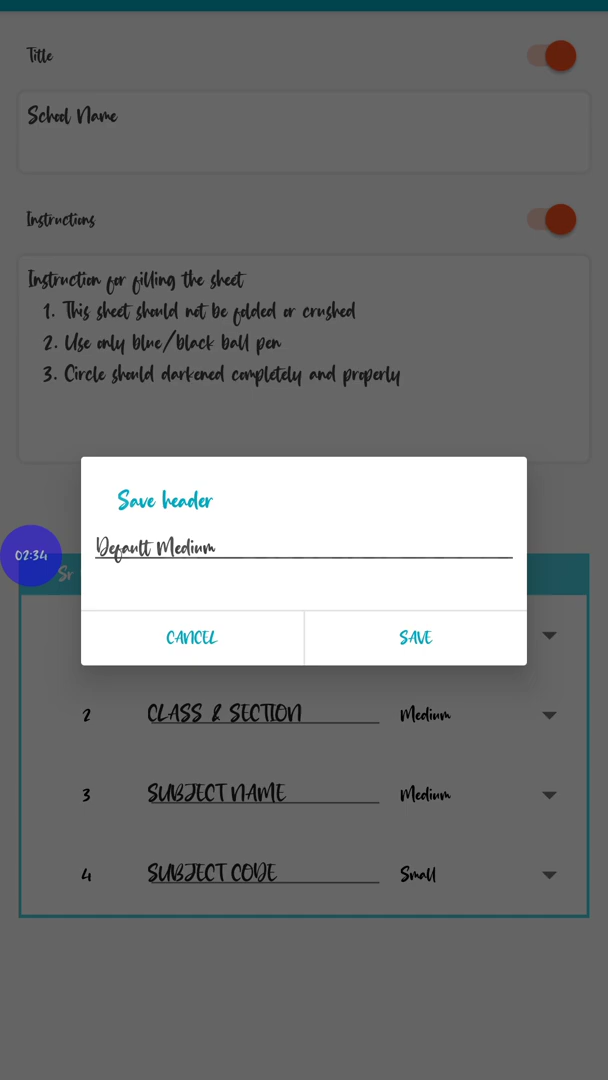 Title
School Name
Instructions
Instruction for filling the sheet
1. This sheet should not be folded or crushed
2. Use only blue/black ball pen
3. Circle should darkened completely and properly
Save header
Default Medium
02:34
Sr
CANCEL SAVE
2 CLASS & SECTION Medium
3 SUBJECT NAME Medium
4 SUBJECT CODE Small